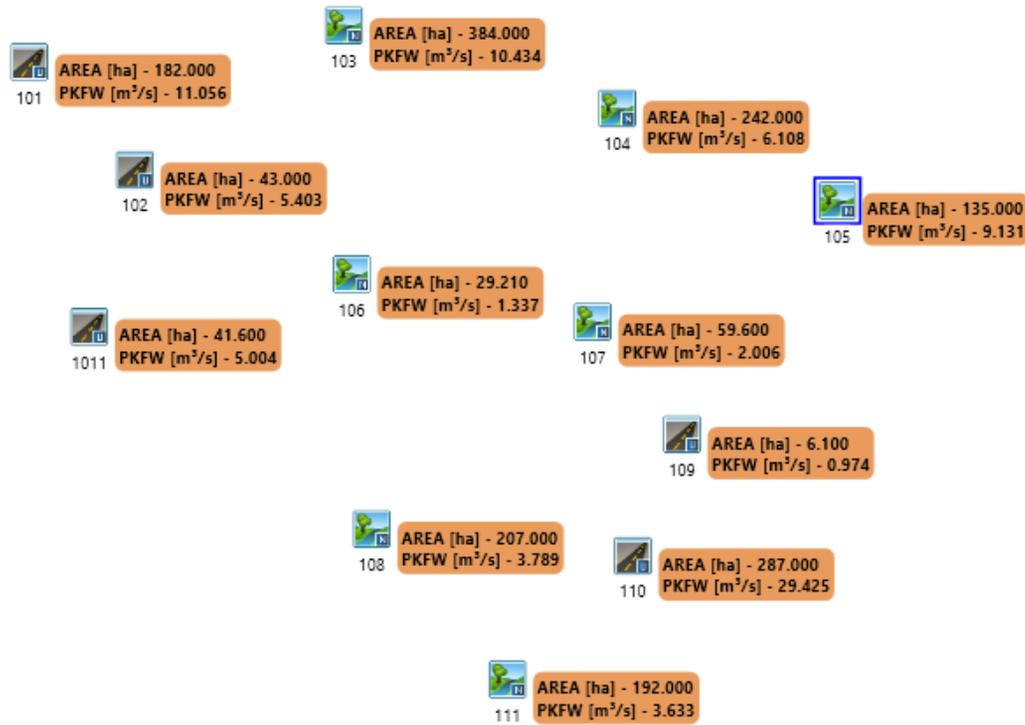 AREA [ha] - 384.000
PKFW [m³/s] - 10.434
103
AREA [ha] - 182.000
PKFW [m³/s] - 11.056
101
AREA [ha] - 242.000
PKFW [m³/s] - 6.108
104
AREA [ha] - 43.000
PKFW [m³/s] - 5.403
102
AREA [ha] - 135.000
PKFW [m³/s] - 9.131
105
AREA [ha] - 29.210
PKFW [m³/s] - 1.337
106
AREA [ha] - 41.600
PKFW [m³/s] - 5.004
1011
AREA [ha] - 59.600
PKFW [m³/s] - 2.006
107
AREA [ha] - 6.100
PKFW [m³/s] - 0.974
109
AREA [ha] - 207.000
PKFW [m³/s] - 3.789
108
AREA [ha] - 287.000
PKFW [m³/s] - 29.425
110
AREA [ha] - 192.000
PKFW [m³/s] - 3.633
111